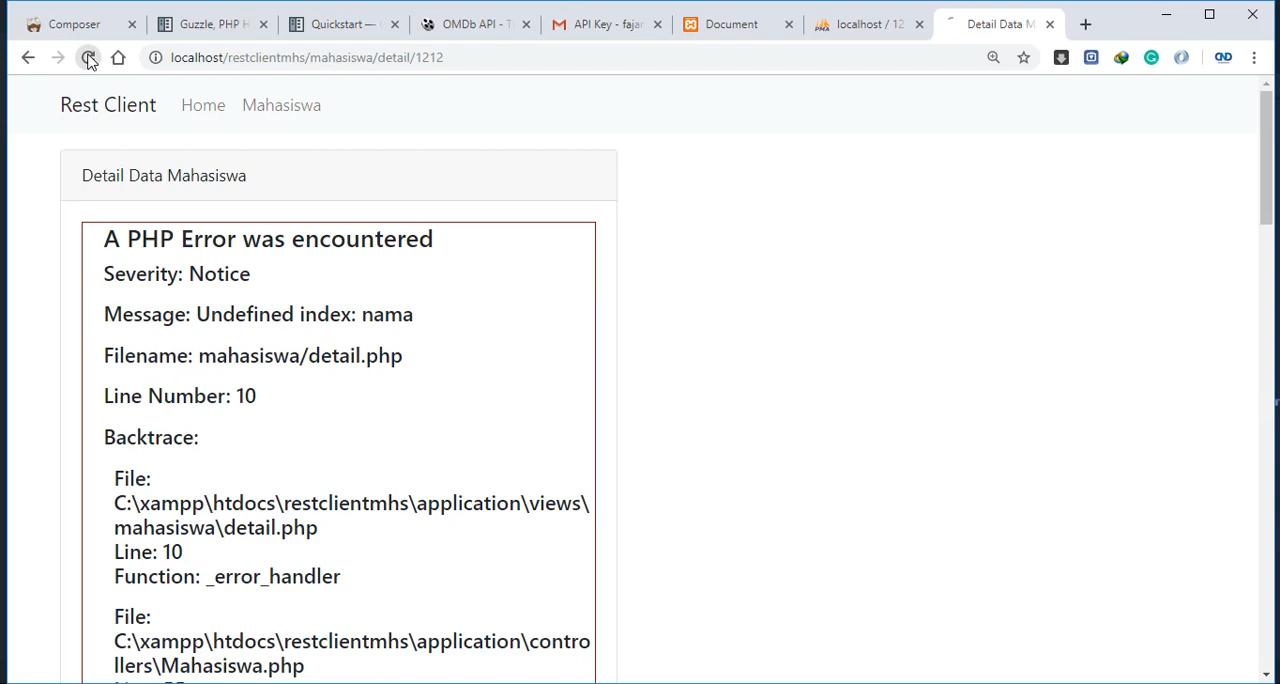 Composer
Guzzle, PHP H
Quickstart —
OMDb API - T
API Key - fajar
Document
localhost / 12
Detail Data M
localhost/restclientmhs/mahasiswa/detail/1212
Rest Client Home Mahasiswa
Detail Data Mahasiswa
A PHP Error was encountered
Severity: Notice
Message: Undefined index: nama
Filename: mahasiswa/detail.php
Line Number: 10
Backtrace:
File:
C:\xampp\htdocs\restclientmhs\application\views\
mahasiswa\detail.php
Line: 10
Function: _error_handler
File:
C:\xampp\htdocs\restclientmhs\application\contro
llers\Mahasiswa.php